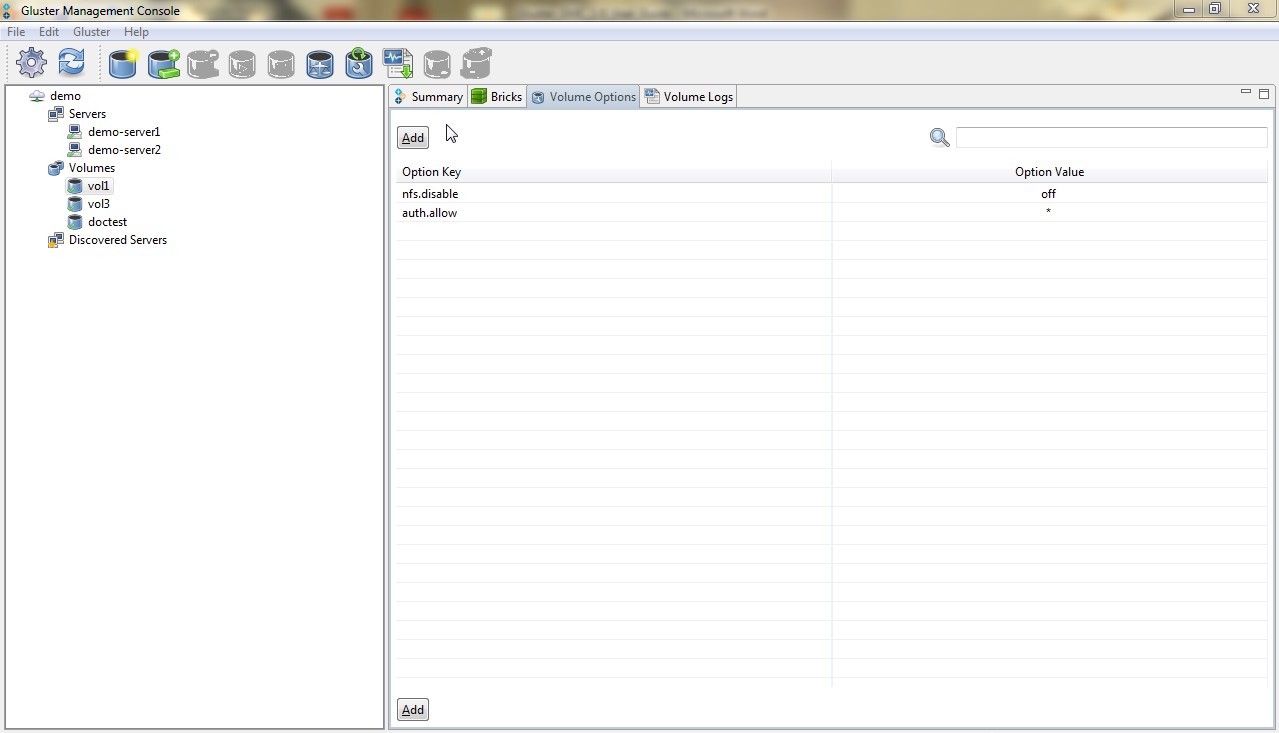 Gluster Management Console
File Edit Gluster Help
demo
Servers
demo-server1
demo-server2
Volumes
vol1
vol3
doctest
Discovered Servers
Summary Bricks Volume Options Volume Logs
Add
Option Key Option Value
nfs.disable off
auth.allow *
Add